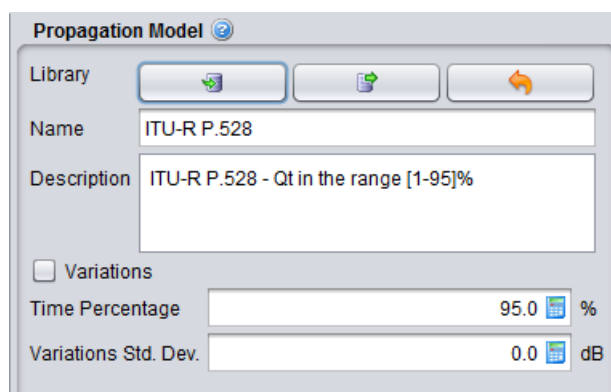 Propagation Model
Library
Name ITU-R P.528
Description ITU-R P.528 - Qt in the range [1-95]%
Variations
Time Percentage 95.0 %
Variations Std. Dev. 0.0 dB